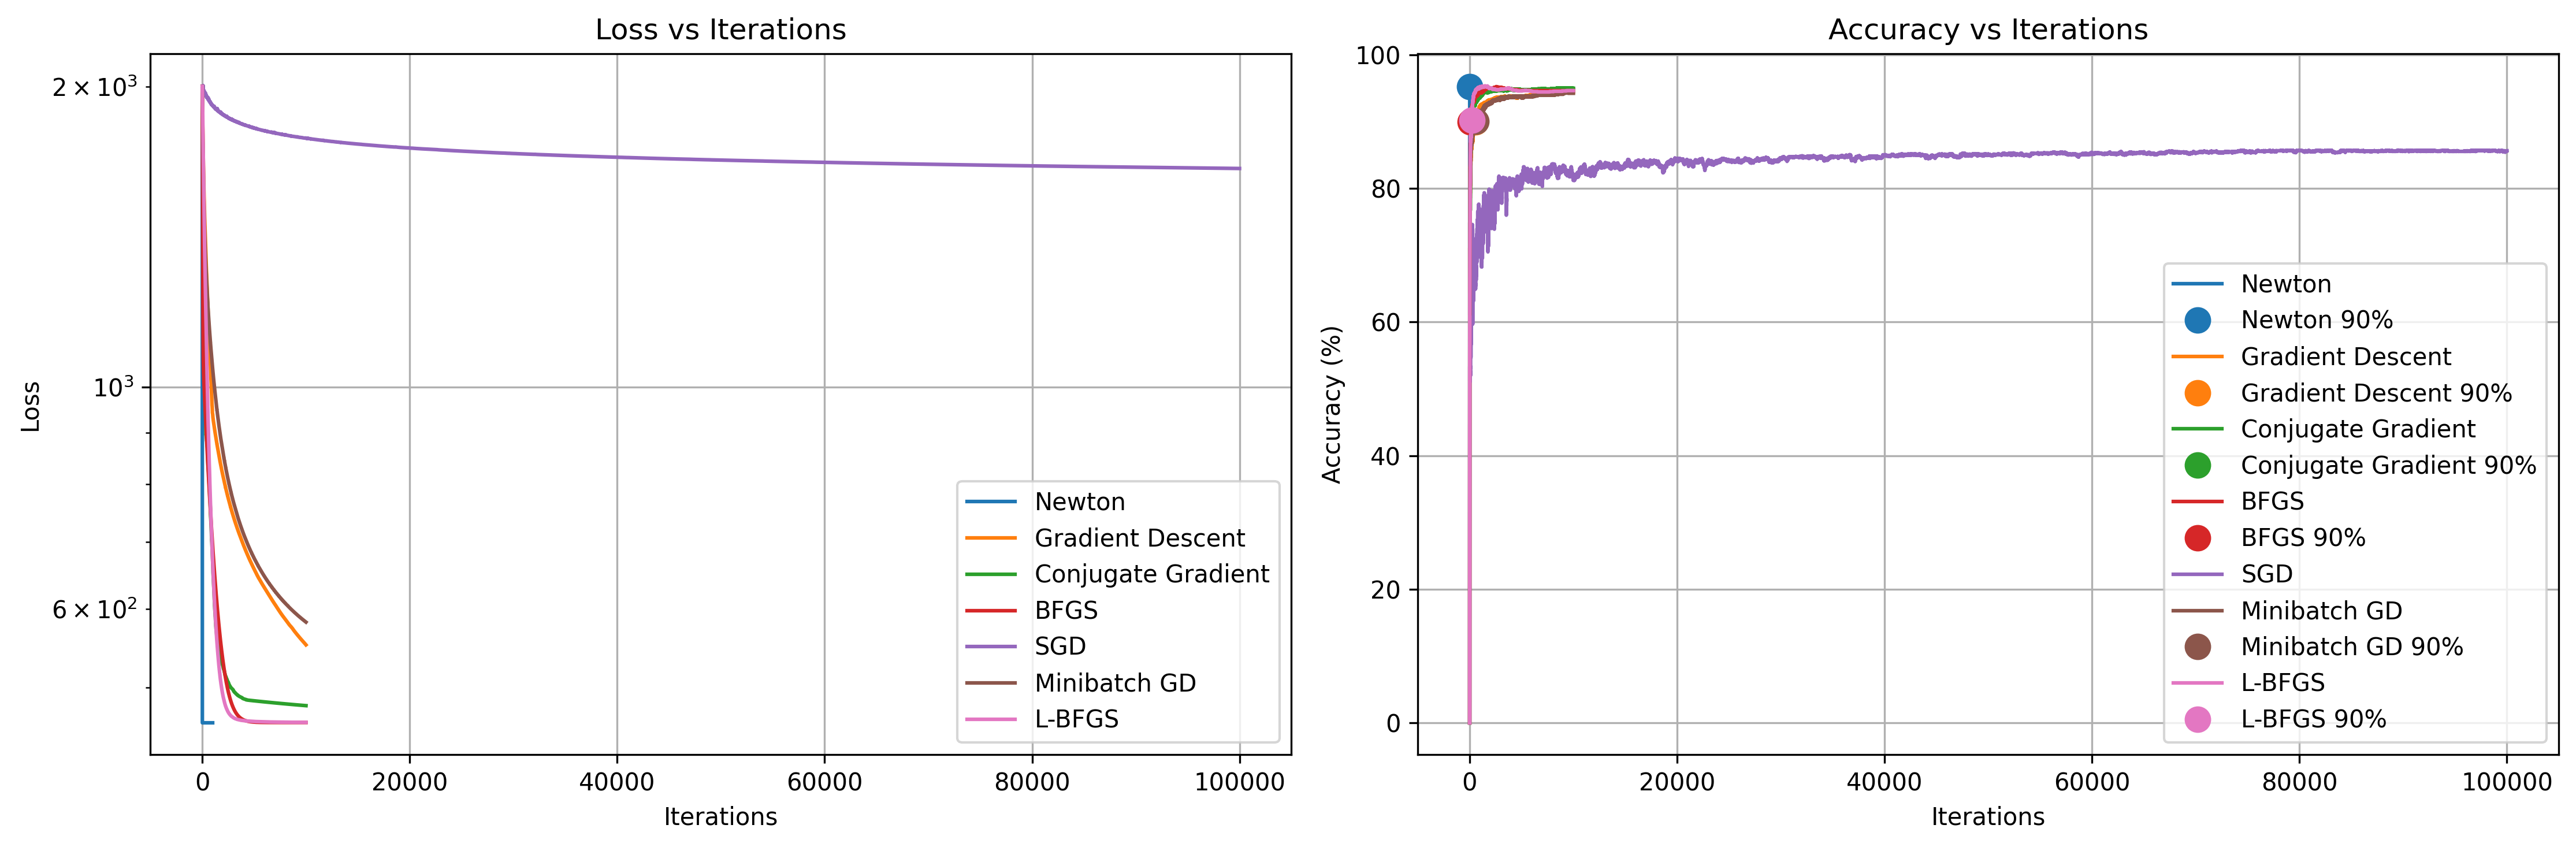 Loss vs Iterations
Loss
2 × 10³
10³
6 × 10²
0
20000
40000
60000
80000
100000
Iterations
Newton
Gradient Descent
Conjugate Gradient
BFGS
SGD
Minibatch GD
L-BFGS
Accuracy vs Iterations
Accuracy (%)
100
80
60
40
20
0
0
20000
40000
60000
80000
100000
Iterations
Newton
Newton 90%
Gradient Descent
Gradient Descent 90%
Conjugate Gradient
Conjugate Gradient 90%
BFGS
BFGS 90%
SGD
Minibatch GD
Minibatch GD 90%
L-BFGS
L-BFGS 90%